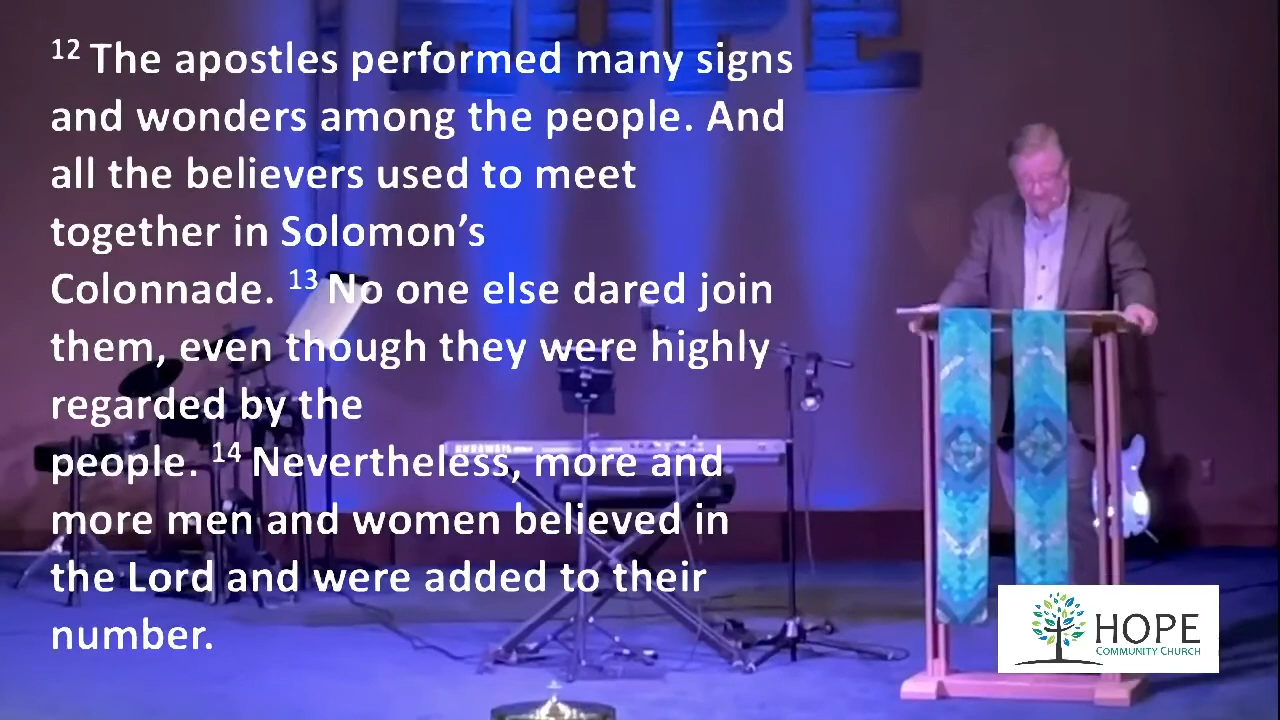 HOPE
12 The apostles performed many signs
and wonders among the people. And
all the believers used to meet
together in Solomon’s
Colonnade. 13 No one else dared join
them, even though they were highly
regarded by the
people. 14 Nevertheless, more and
more men and women believed in
the Lord and were added to their
number.
HOPE
COMMUNITY CHURCH